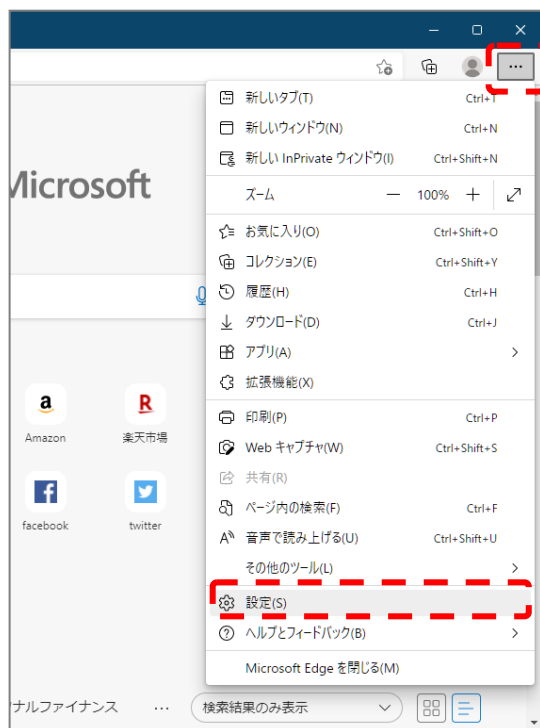 新しいタブ(T) Ctrl+T
新しいウィンドウ(N) Ctrl+N
新しい InPrivate ウィンドウ(I) Ctrl+Shift+N
ズーム — 100% +
お気に入り(O) Ctrl+Shift+O
コレクション(E) Ctrl+Shift+Y
履歴(H) Ctrl+H
ダウンロード(D) Ctrl+J
アプリ(A)
拡張機能(X)
印刷(P) Ctrl+P
Web キャプチャ(W) Ctrl+Shift+S
共有(R)
ページ内の検索(F) Ctrl+F
音声で読み上げる(U) Ctrl+Shift+U
その他のツール(L)
設定(S)
ヘルプとフィードバック(B)
Microsoft Edge を閉じる(M)
Microsoft
Amazon
楽天市場
facebook
twitter
ナルファイナンス ... 検索結果のみ表示